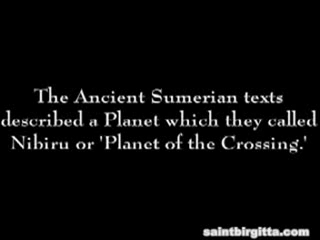 The Ancient Sumerian texts
described a Planet which they called
Nibiru or 'Planet of the Crossing.'
saintbirgitta.com